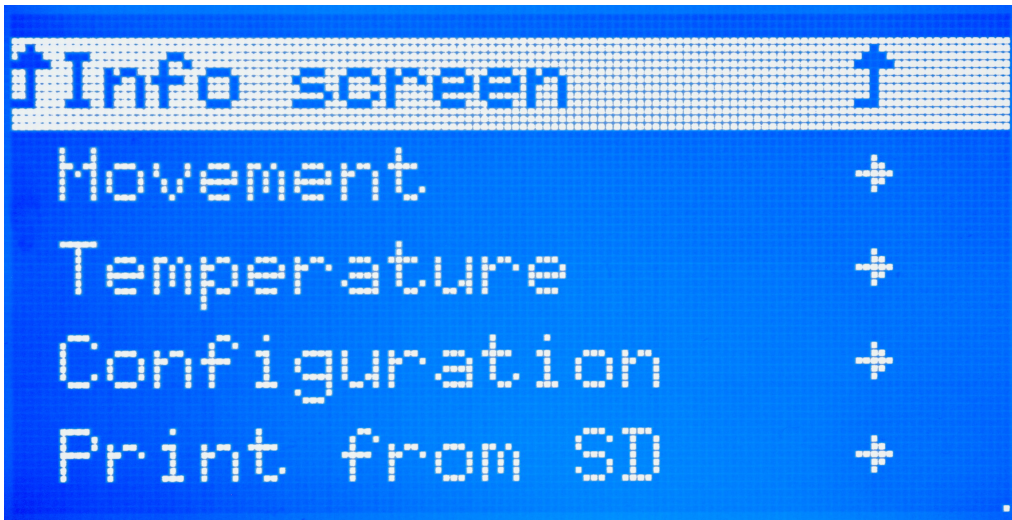 Info screen
Movement
Temperature
Configuration
Print from SD